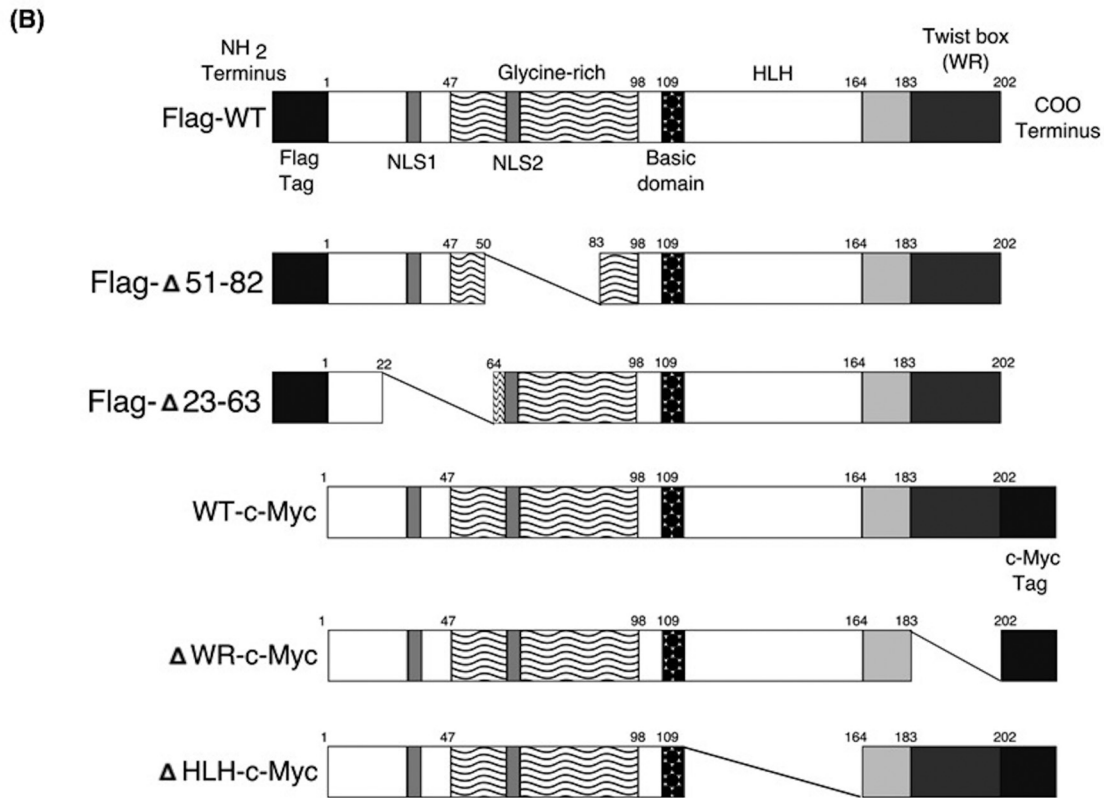 (B)
NH 2
Terminus
Twist box
(WR)
Glycine-rich
HLH
1 47 98 109 164 183 202
Flag-WT
COO
Terminus
Flag
Tag
NLS1
NLS2
Basic
domain
1 47 50 83 98 109 164 183 202
Flag-Δ51-82
1 22 64 98 109 164 183 202
Flag-Δ23-63
1 47 98 109 164 183 202
WT-c-Myc
c-Myc
Tag
1 47 98 109 164 183 202
ΔWR-c-Myc
1 47 98 109 164 183 202
ΔHLH-c-Myc